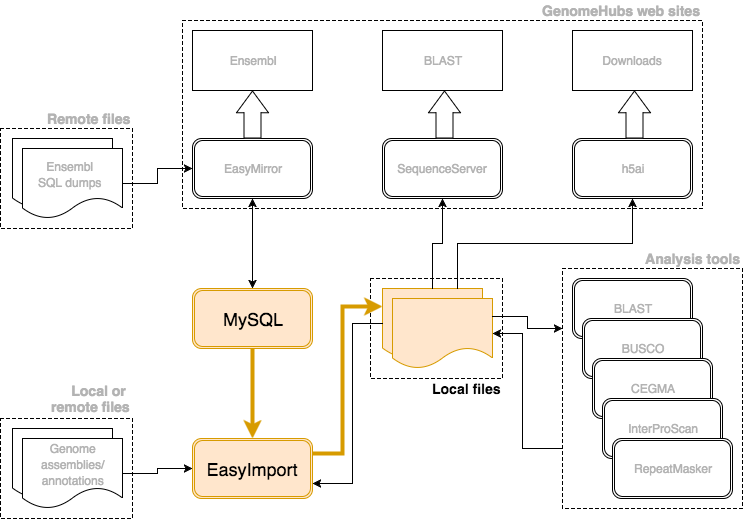 GenomeHubs web sites
Ensembl
BLAST
Downloads
Remote files
Ensembl
SQL dumps
EasyMirror
SequenceServer
h5ai
Analysis tools
MySQL
BLAST
BUSCO
CEGMA
InterProScan
RepeatMasker
Local files
Local or
remote files
Genome
assemblies/
annotations
EasyImport